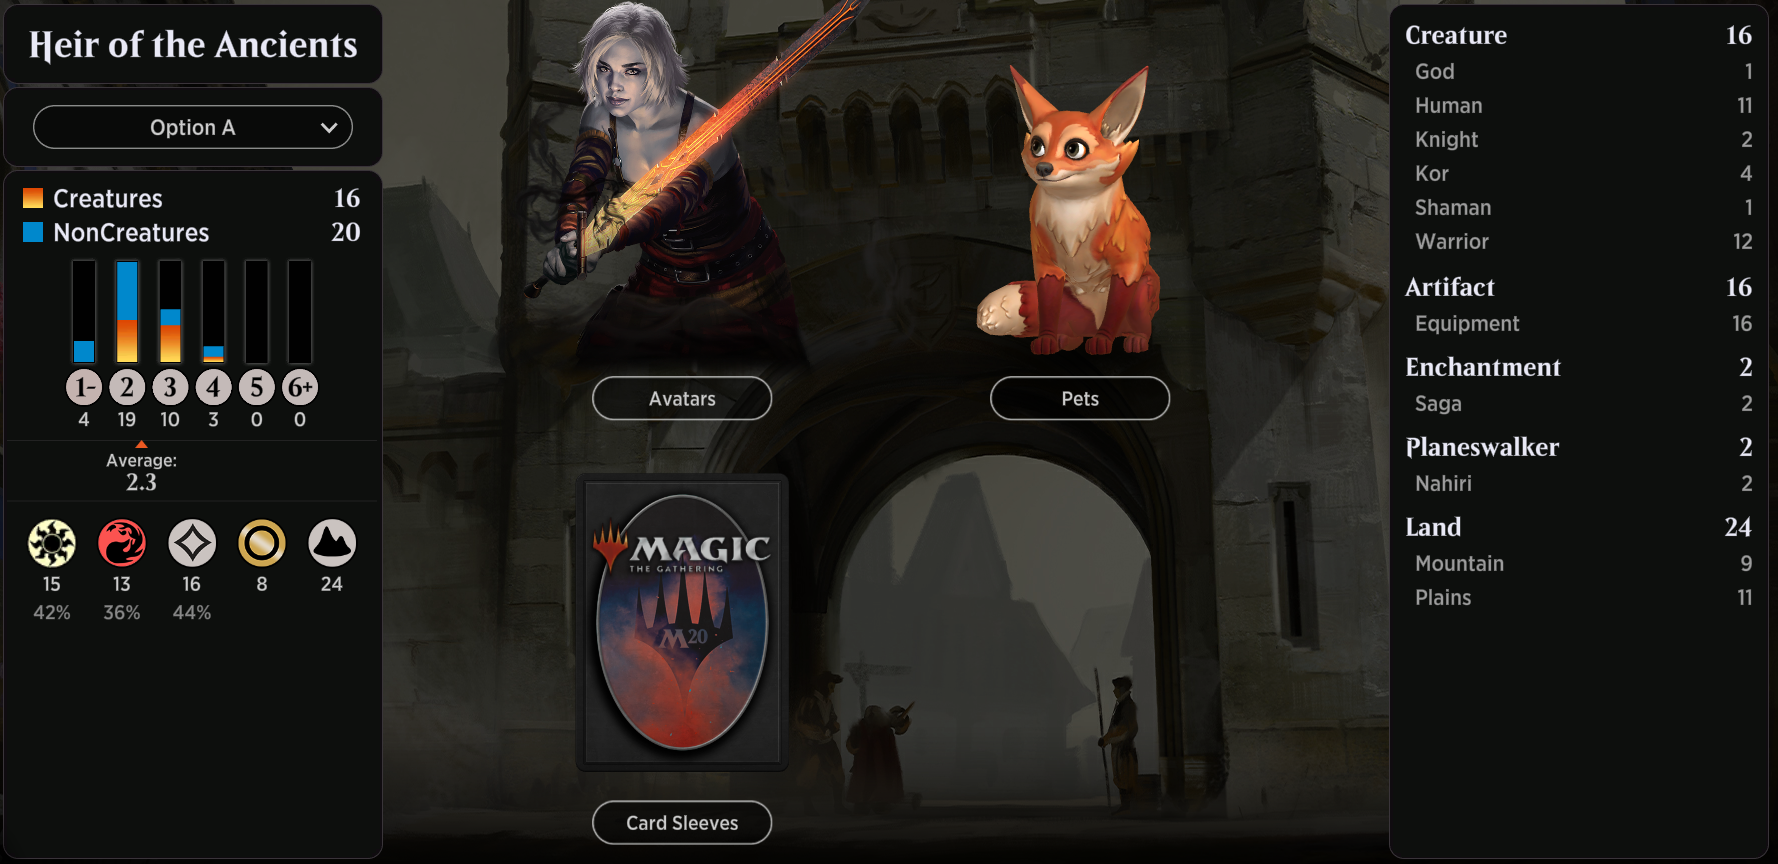 Heir of the Ancients
Option A
Creatures 16
NonCreatures 20
1- 2 3 4 5 6+
4 19 10 3 0 0
Average:
2.3
15 13 16 8 24
42% 36% 44%
Avatars
Pets
MAGIC
THE GATHERING
M20
Card Sleeves
Creature 16
God 1
Human 11
Knight 2
Kor 4
Shaman 1
Warrior 12
Artifact 16
Equipment 16
Enchantment 2
Saga 2
Planeswalker 2
Nahiri 2
Land 24
Mountain 9
Plains 11